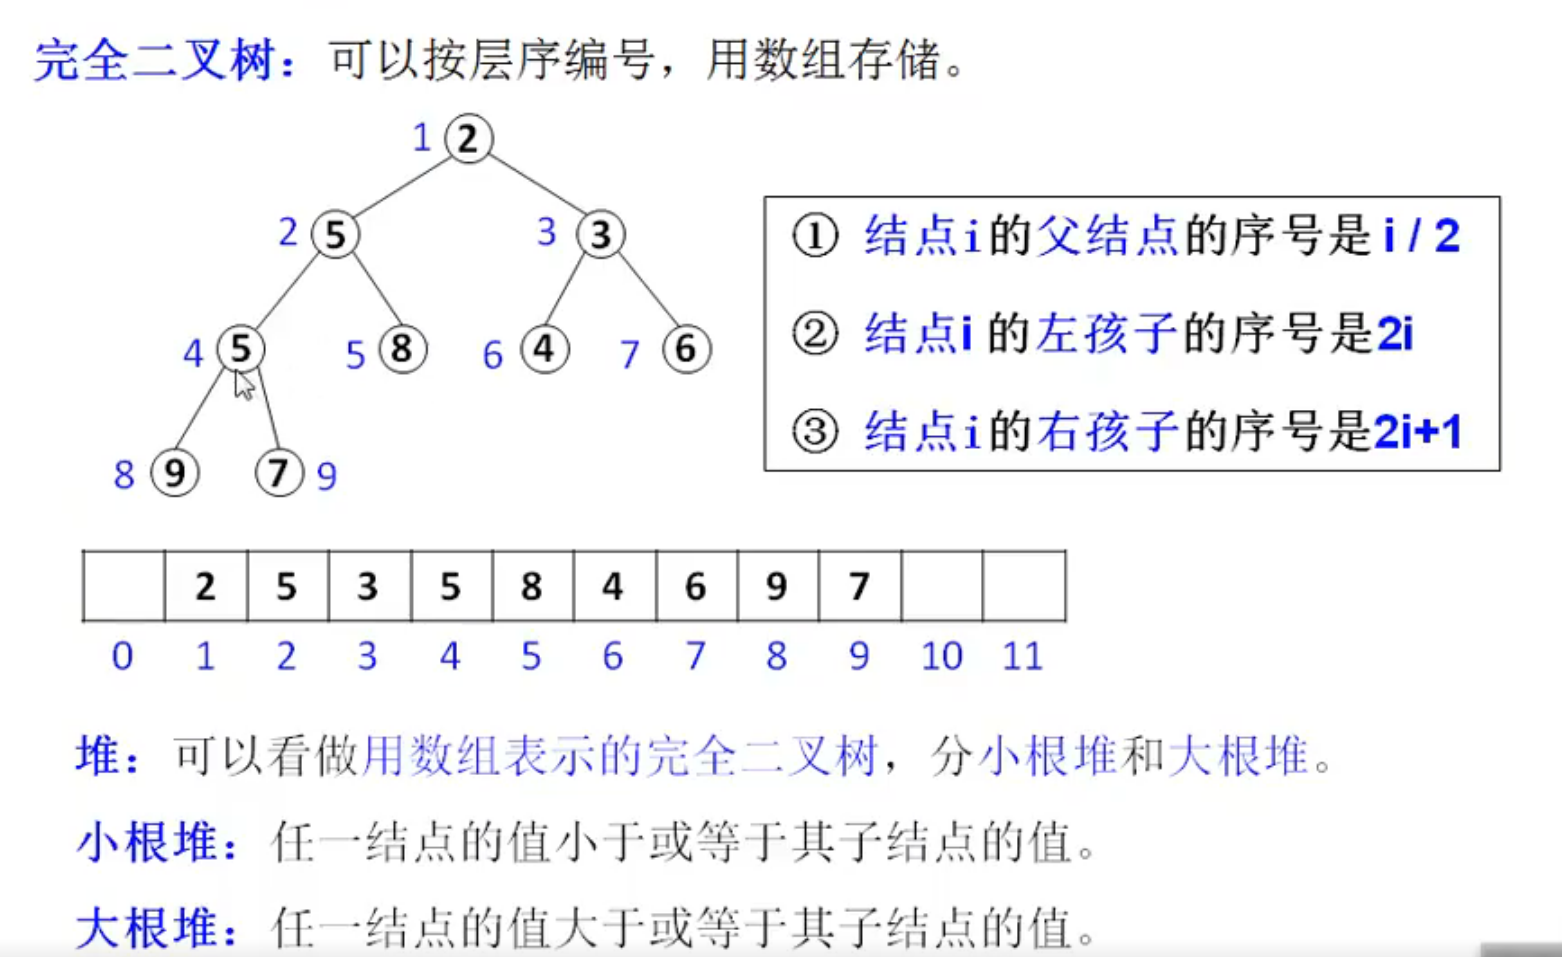 完全二叉树：可以按层序编号，用数组存储。
1 2
2 5 3 3
4 5 5 8 6 4 7 6
8 9 7 9
① 结点i的父结点的序号是 i / 2
② 结点i 的左孩子的序号是2i
③ 结点i的右孩子的序号是2i+1
2 5 3 5 8 4 6 9 7
0 1 2 3 4 5 6 7 8 9 10 11
堆：可以看做用数组表示的完全二叉树，分小根堆和大根堆。
小根堆：任一结点的值小于或等于其子结点的值。
大根堆：任一结点的值大于或等于其子结点的值。